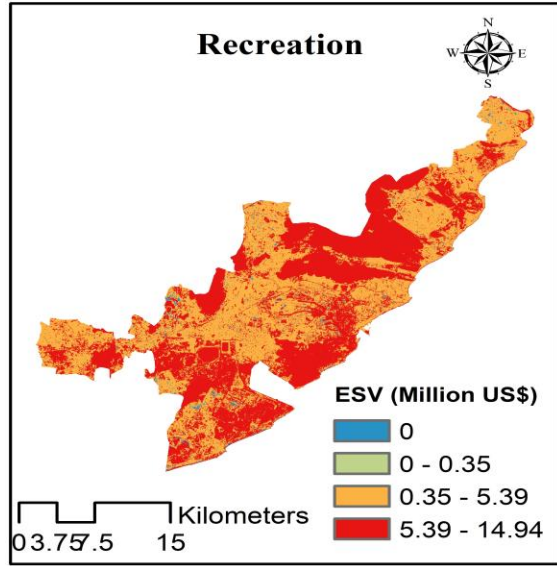 Recreation
N
W E
S
ESV (Million US$)
0
0 - 0.35
0.35 - 5.39
5.39 - 14.94
Kilometers
0 3.75 7.5 15